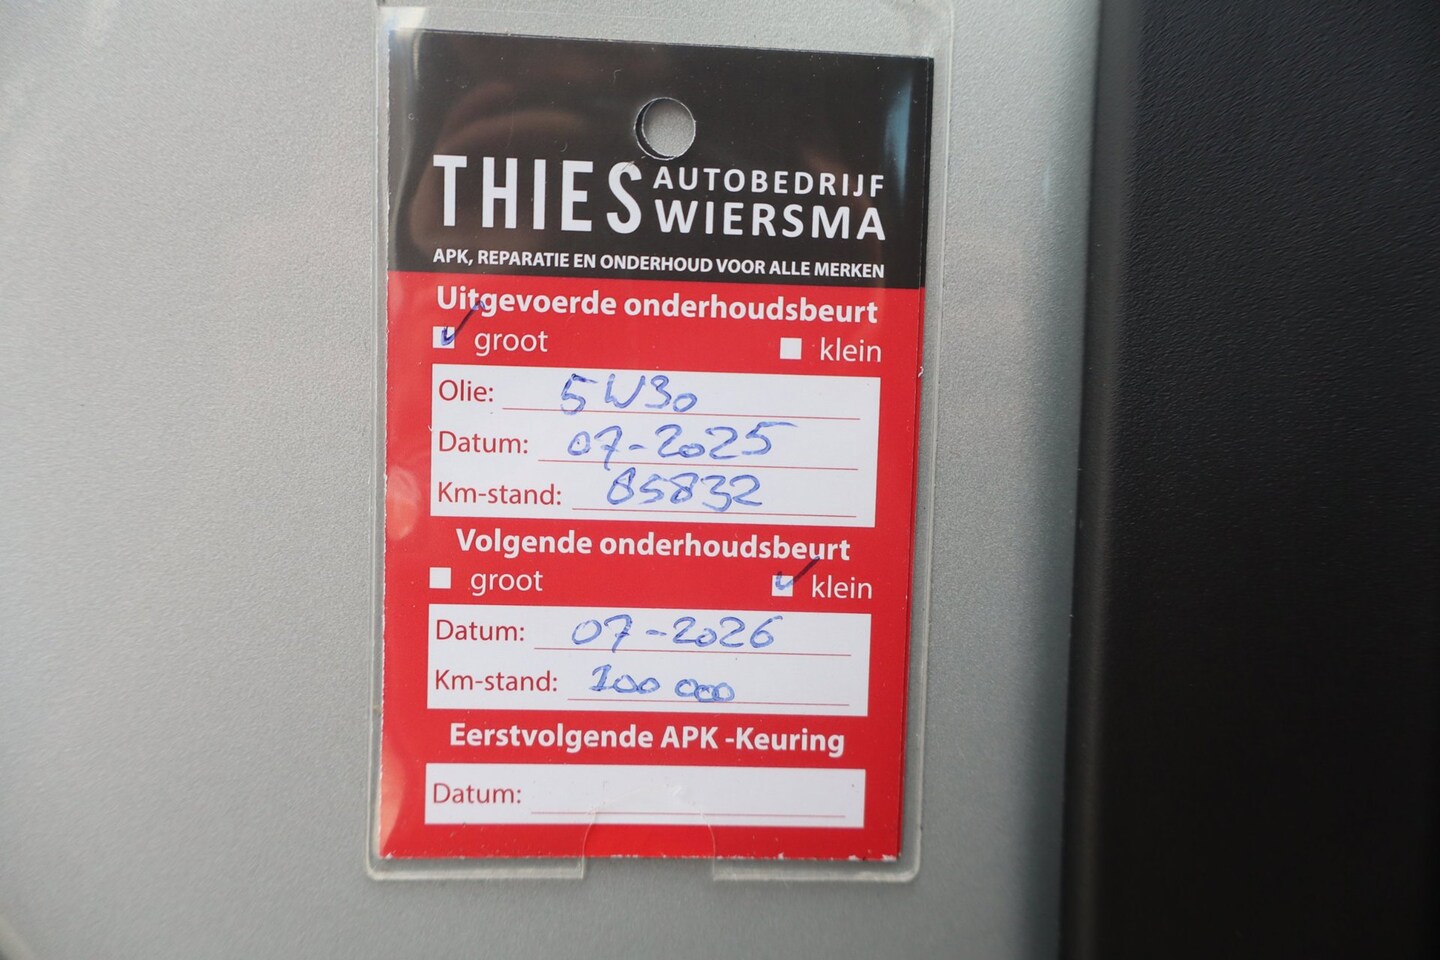 THIES AUTOBEDRIJF
WIERSMA
APK, REPARATIE EN ONDERHOUD VOOR ALLE MERKEN
Uitgevoerde onderhoudsbeurt
groot klein
Olie: 5W30
Datum: 07-2025
Km-stand: 85832
Volgende onderhoudsbeurt
groot klein
Datum: 07-2026
Km-stand: 100 000
Eerstvolgende APK -Keuring
Datum: